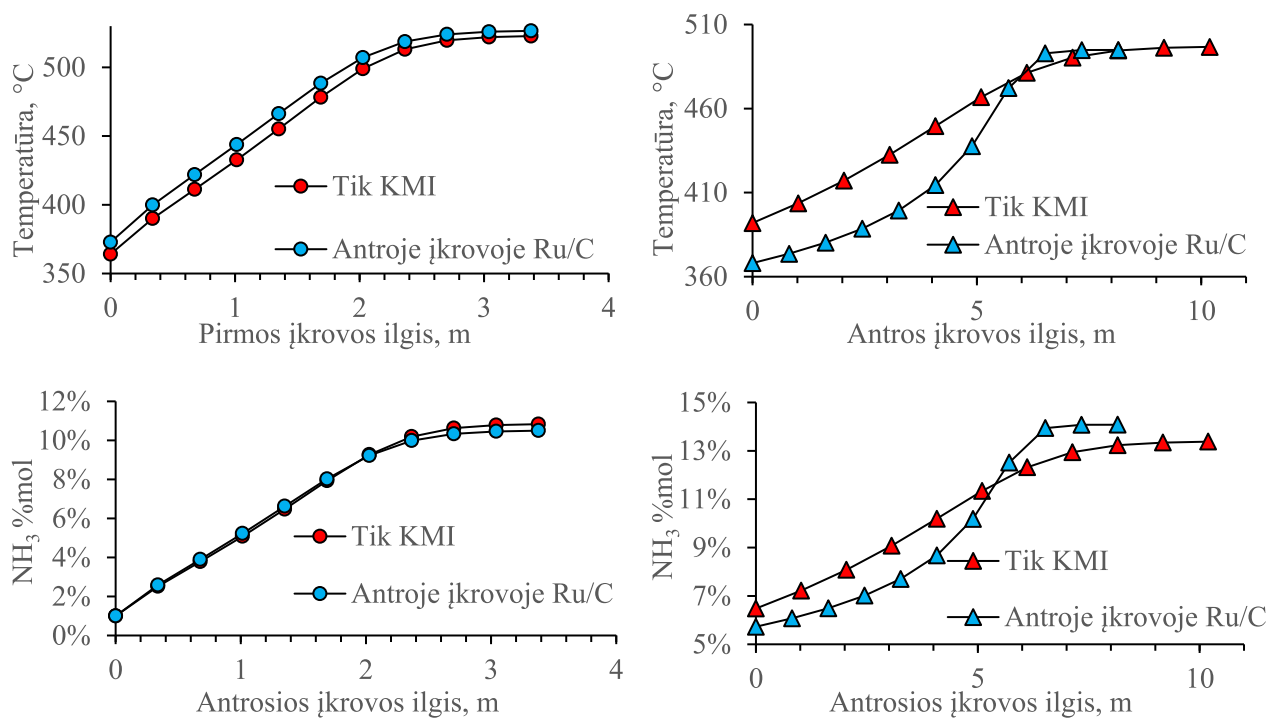 Temperatūra, °C
500
450
400
350
0
1
2
3
4
Tik KMI
Antroje įkrovoje Ru/C
Pirmos įkrovos ilgis, m
Temperatūra, °C
510
460
410
360
0
5
10
Tik KMI
Antroje įkrovoje Ru/C
Antros įkrovos ilgis, m
NH₃ %mol
12%
10%
8%
6%
4%
2%
0%
0
1
2
3
4
Tik KMI
Antroje įkrovoje Ru/C
Antrosios įkrovos ilgis, m
NH₃ %mol
15%
13%
11%
9%
7%
5%
0
5
10
Tik KMI
Antroje įkrovoje Ru/C
Antrosios įkrovos ilgis, m